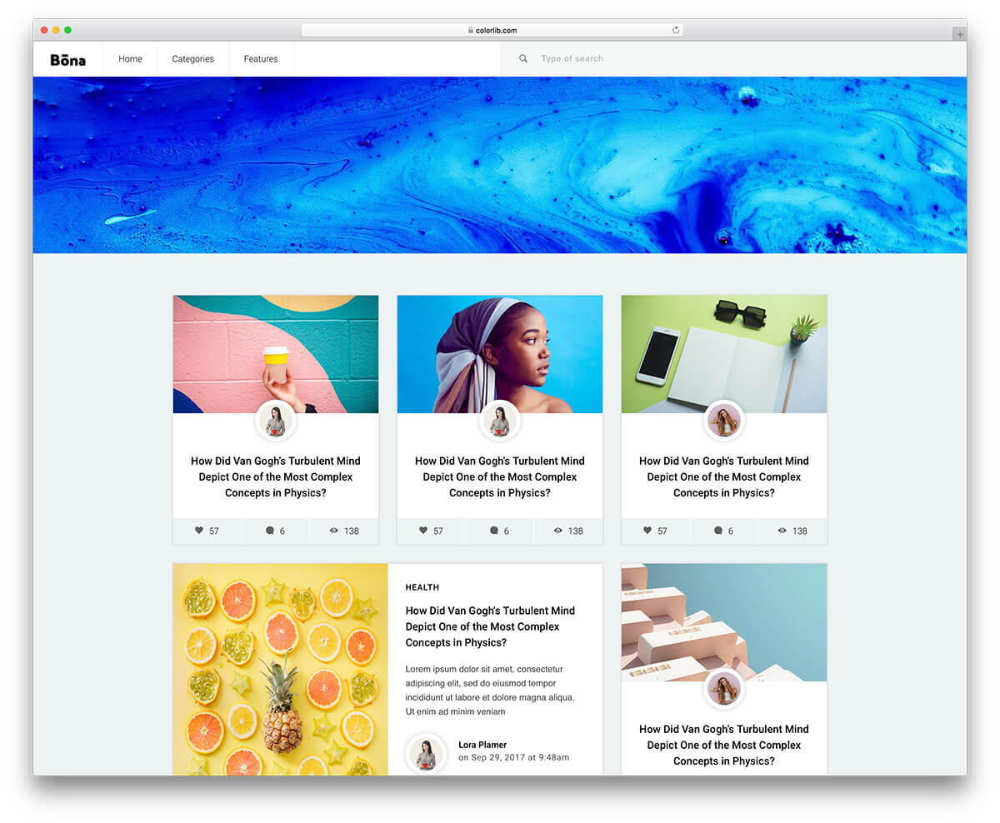 colorlib.com
Bōna
Home
Categories
Features
Type of search
How Did Van Gogh's Turbulent Mind
Depict One of the Most Complex
Concepts in Physics?
57
6
138
How Did Van Gogh's Turbulent Mind
Depict One of the Most Complex
Concepts in Physics?
57
6
138
How Did Van Gogh's Turbulent Mind
Depict One of the Most Complex
Concepts in Physics?
57
6
138
HEALTH
How Did Van Gogh's Turbulent Mind
Depict One of the Most Complex
Concepts in Physics?
Lorem ipsum dolor sit amet, consectetur
adipiscing elit, sed do eiusmod tempor
incididunt ut labore et dolore magna aliqua.
Ut enim ad minim veniam
Lora Plamer
on Sep 29, 2017 at 9:48am
How Did Van Gogh's Turbulent Mind
Depict One of the Most Complex
Concepts in Physics?